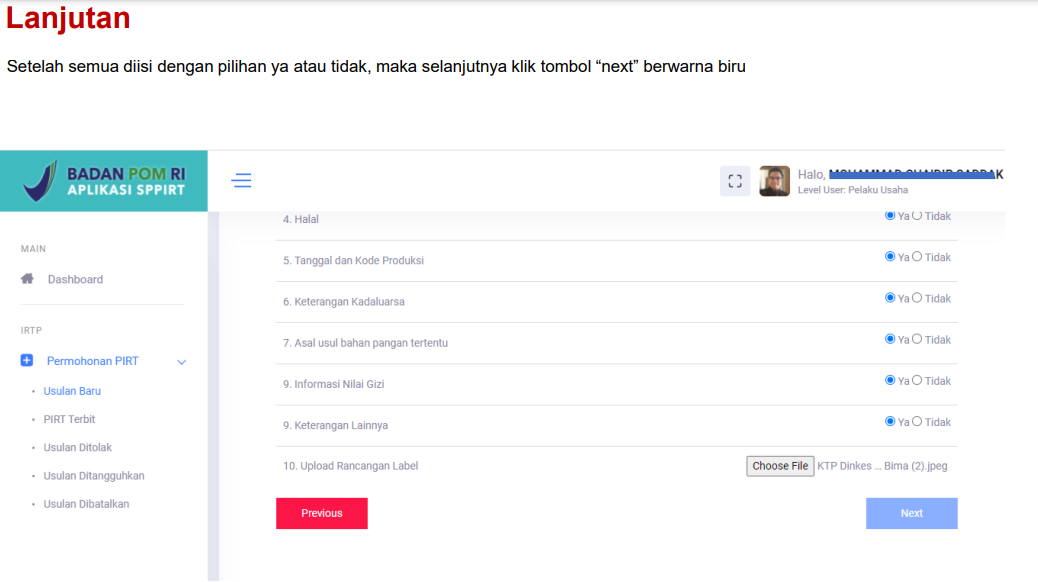 Lanjutan
Setelah semua diisi dengan pilihan ya atau tidak, maka selanjutnya klik tombol “next” berwarna biru
BADAN POM RI
APLIKASI SPPIRT
Halo,
Level User: Pelaku Usaha
MAIN
Dashboard
IRTP
Permohonan PIRT
• Usulan Baru
• PIRT Terbit
• Usulan Ditolak
• Usulan Ditangguhkan
• Usulan Dibatalkan
4. Halal Ya Tidak
5. Tanggal dan Kode Produksi Ya Tidak
6. Keterangan Kadaluarsa Ya Tidak
7. Asal usul bahan pangan tertentu Ya Tidak
9. Informasi Nilai Gizi Ya Tidak
9. Keterangan Lainnya Ya Tidak
10. Upload Rancangan Label Choose File KTP Dinkes ... Bima (2).jpeg
Previous Next